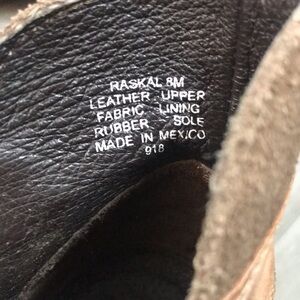 RASKAL 8M
LEATHER UPPER
FABRIC LINING
RUBBER SOLE
MADE IN MEXICO
918